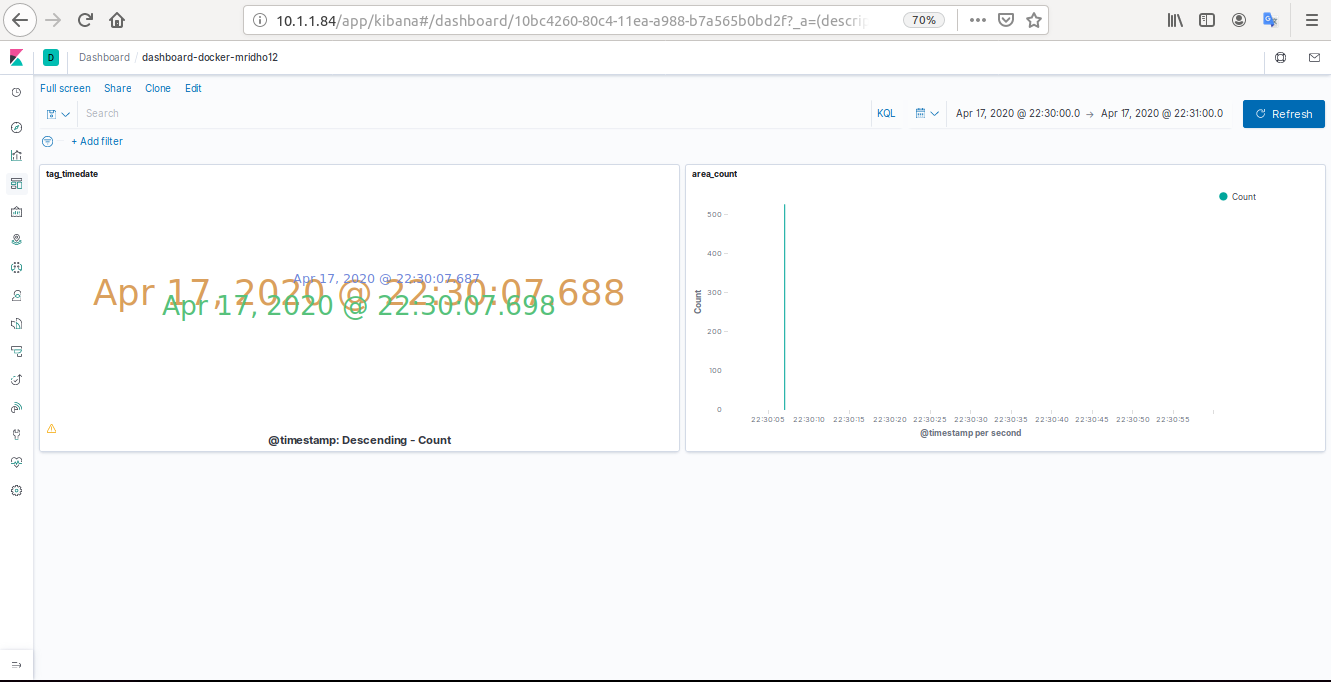 10.1.1.84/app/kibana#/dashboard/10bc4260-80c4-11ea-a988-b7a565b0bd2f?_a=(descrip
70%
D
Dashboard / dashboard-docker-mridho12
Full screen Share Clone Edit
Search
KQL
Apr 17, 2020 @ 22:30:00.0 → Apr 17, 2020 @ 22:31:00.0
Refresh
+ Add filter
tag_timedate
Apr 17, 2020 @ 22:30:07.687
Apr 17, 2020 @ 22:30:07.688
Apr 17, 2020 @ 22:30:07.698
@timestamp: Descending - Count
area_count
Count
500
400
300
200
100
0
Count
22:30:05 22:30:10 22:30:15 22:30:20 22:30:25 22:30:30 22:30:35 22:30:40 22:30:45 22:30:50 22:30:55
@timestamp per second